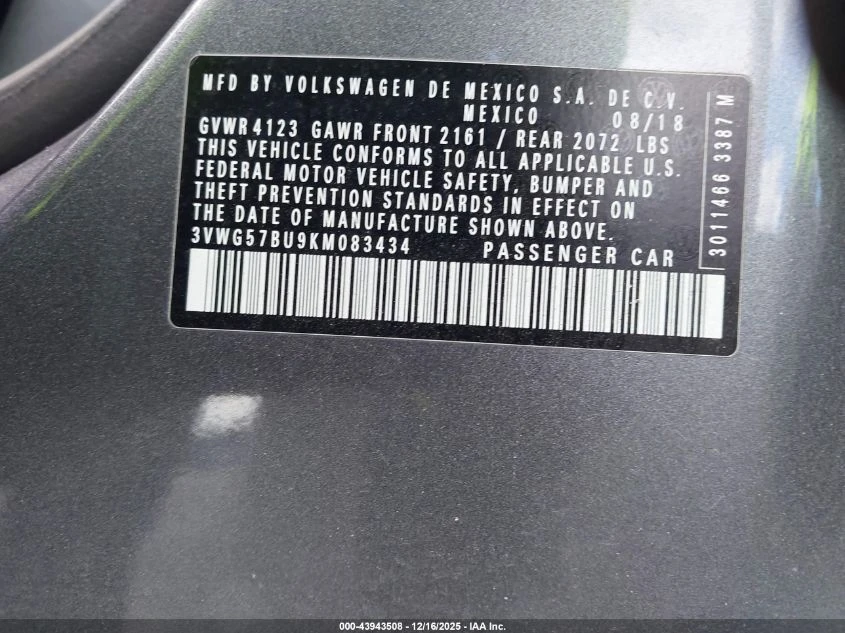 MFD BY VOLKSWAGEN DE MEXICO S.A. DE C.V.
MEXICO 08/18
GVWR 4123 GAWR FRONT 2161 / REAR 2072 LBS
THIS VEHICLE CONFORMS TO ALL APPLICABLE U.S.
FEDERAL MOTOR VEHICLE SAFETY, BUMPER AND
THEFT PREVENTION STANDARDS IN EFFECT ON
THE DATE OF MANUFACTURE SHOWN ABOVE.
3VWG57BU9KM083434 PASSENGER CAR
3011466 3387 M
000-43943508 - 12/16/2025 - IAA Inc.